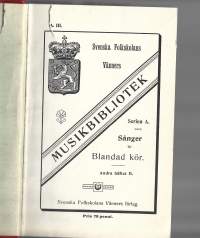 A. III.
Svenska Folkskolans
Vänners
MUSIKBIBLIOTEK
Serien A.
Sånger
för
Blandad kör.
Andra häftet B.
Svenska Folkskolans Vänners förlag.
Pris 75 penni.